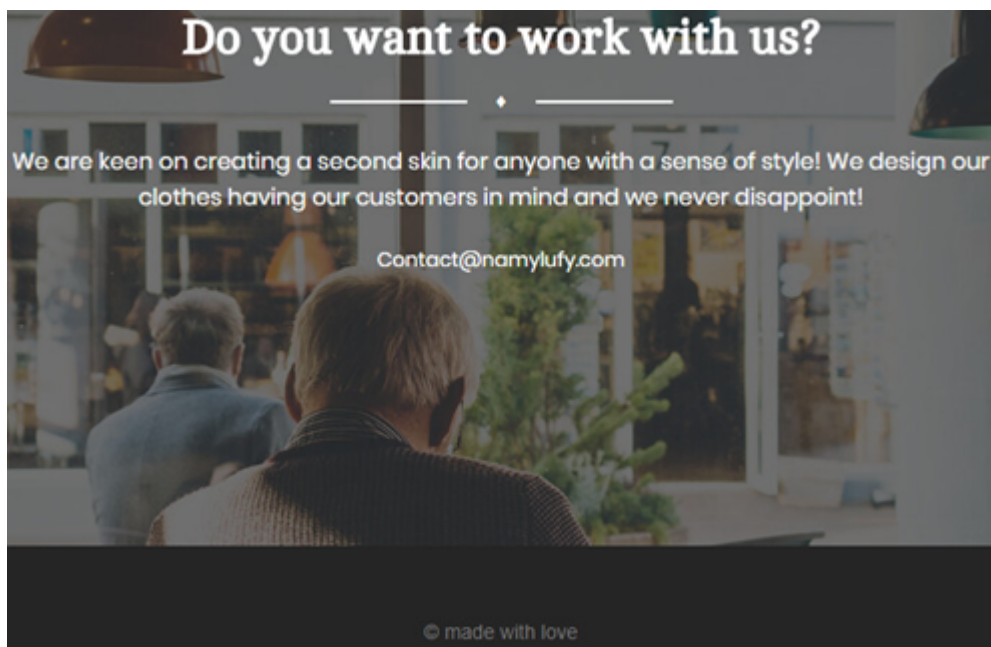 Do you want to work with us?
We are keen on creating a second skin for anyone with a sense of style! We design our
clothes having our customers in mind and we never disappoint!
Contact@namylufy.com
© made with love